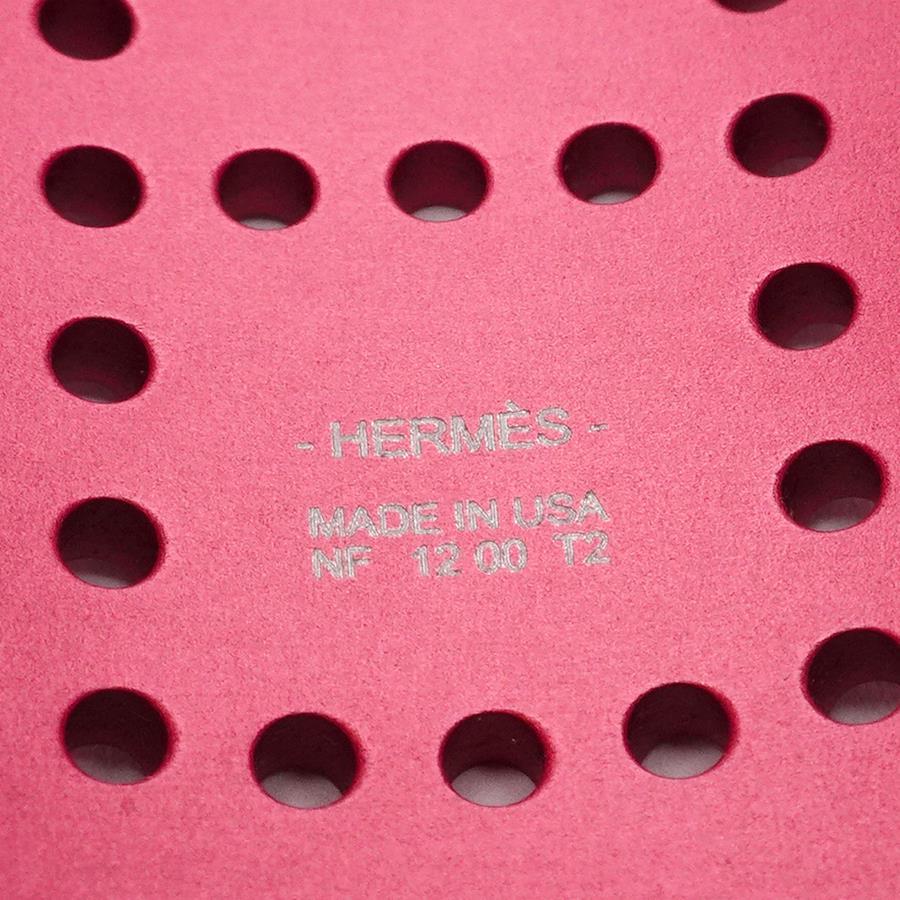 - HERMÈS -
MADE IN USA
NF 12 00 T2